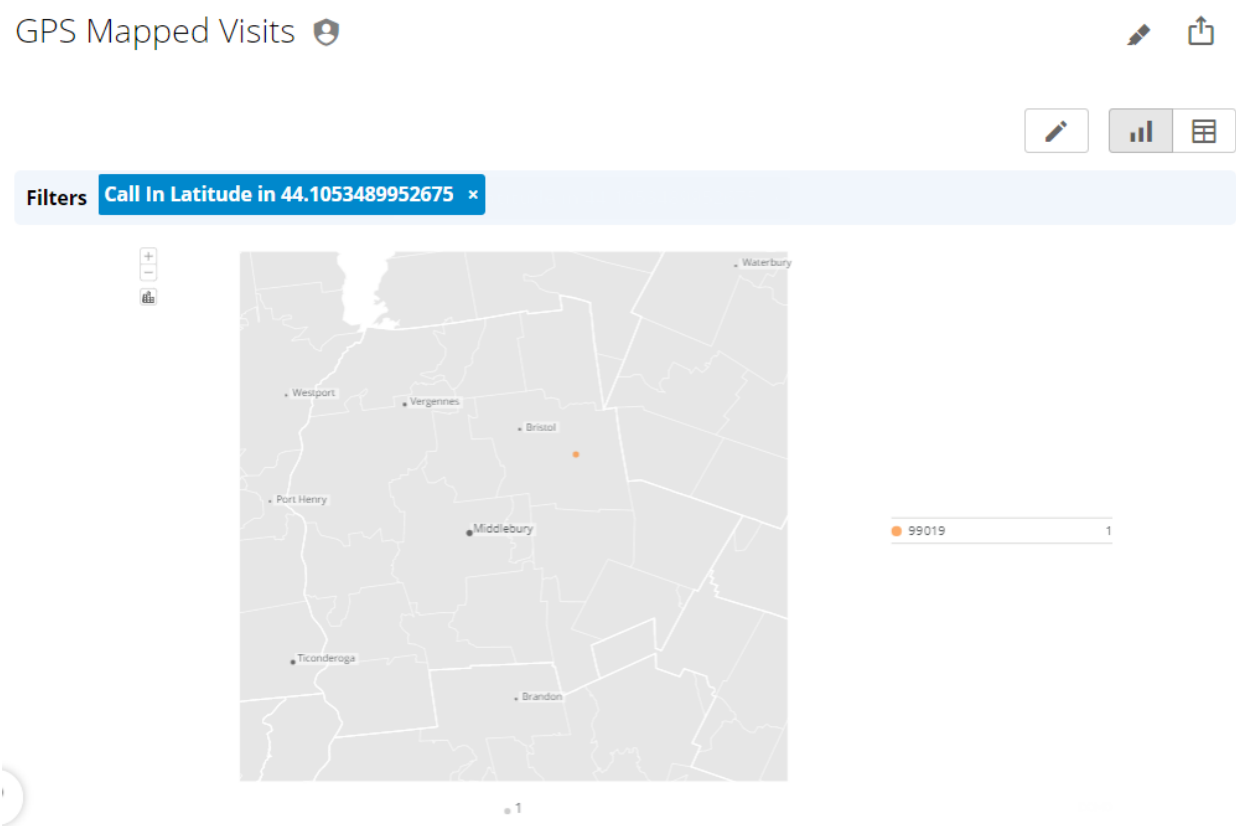 GPS Mapped Visits
Filters Call In Latitude in 44.1053489952675 ×
+
−
Waterbury
Westport
Vergennes
Bristol
Port Henry
Middlebury
99019 1
Ticonderoga
Brandon
1